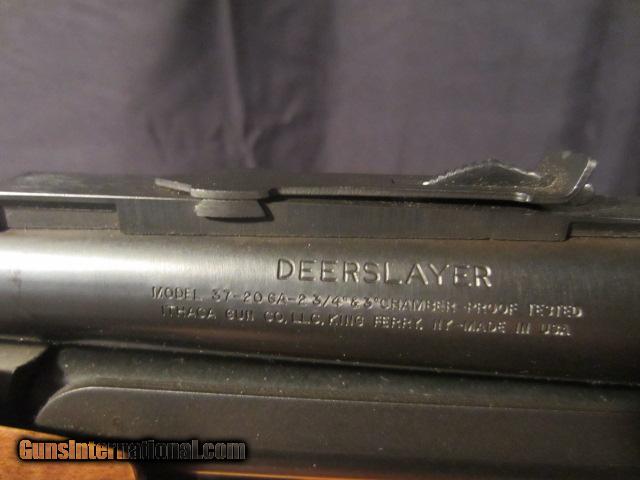 DEERSLAYER
MODEL 37-20 GA-2 3/4" & 3" CHAMBER PROOF TESTED
ITHACA GUN CO. L.L.C. KING FERRY, NY-MADE IN USA
GunsInternational.com